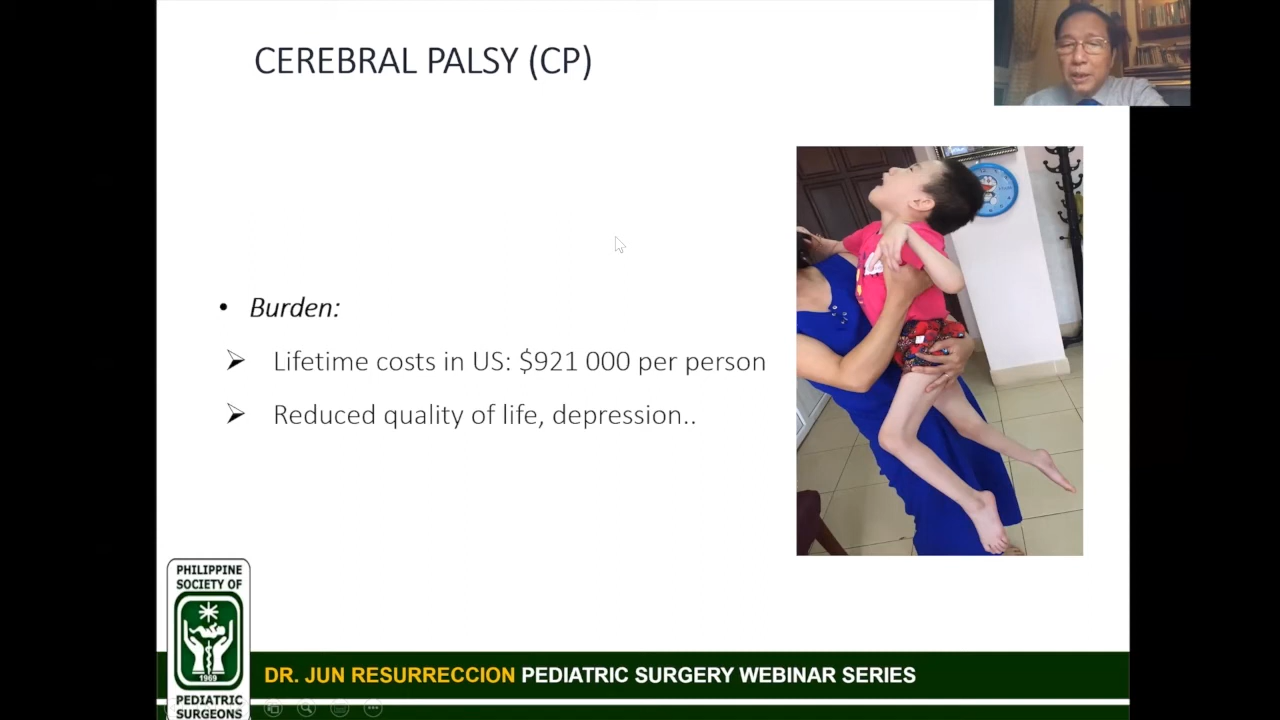 CEREBRAL PALSY (CP)
• Burden:
➢ Lifetime costs in US: $921 000 per person
➢ Reduced quality of life, depression..
PHILIPPINE
SOCIETY OF
1969
PEDIATRIC
SURGEONS
DR. JUN RESURRECCION PEDIATRIC SURGERY WEBINAR SERIES